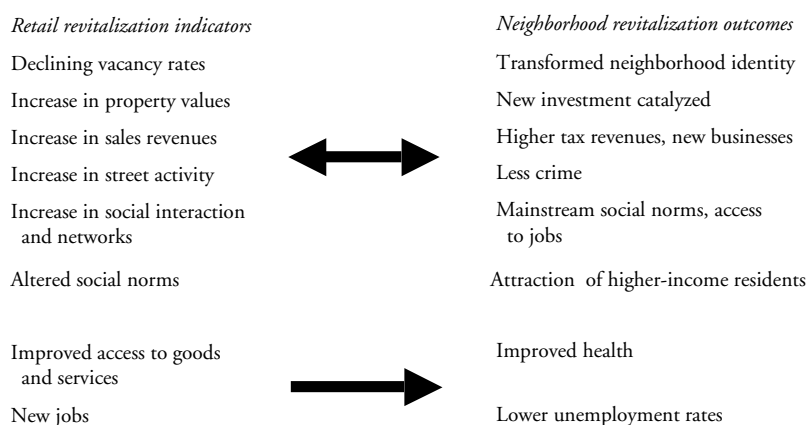 Retail revitalization indicators
Neighborhood revitalization outcomes
Declining vacancy rates
Transformed neighborhood identity
Increase in property values
New investment catalyzed
Increase in sales revenues
Higher tax revenues, new businesses
Increase in street activity
Less crime
Increase in social interaction
and networks
Mainstream social norms, access
to jobs
Altered social norms
Attraction of higher-income residents
Improved access to goods
and services
Improved health
New jobs
Lower unemployment rates